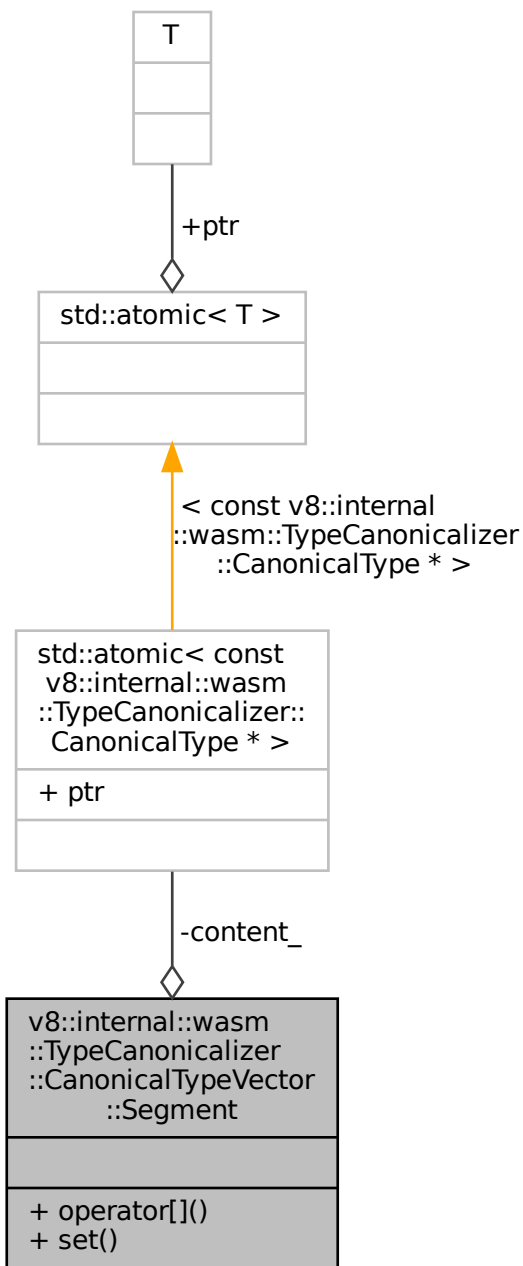 T
+ptr
std::atomic< T >
< const v8::internal
::wasm::TypeCanonicalizer
::CanonicalType * >
std::atomic< const
v8::internal::wasm
::TypeCanonicalizer::
CanonicalType * >
+ ptr
-content_
v8::internal::wasm
::TypeCanonicalizer
::CanonicalTypeVector
::Segment
+ operator[]()
+ set()